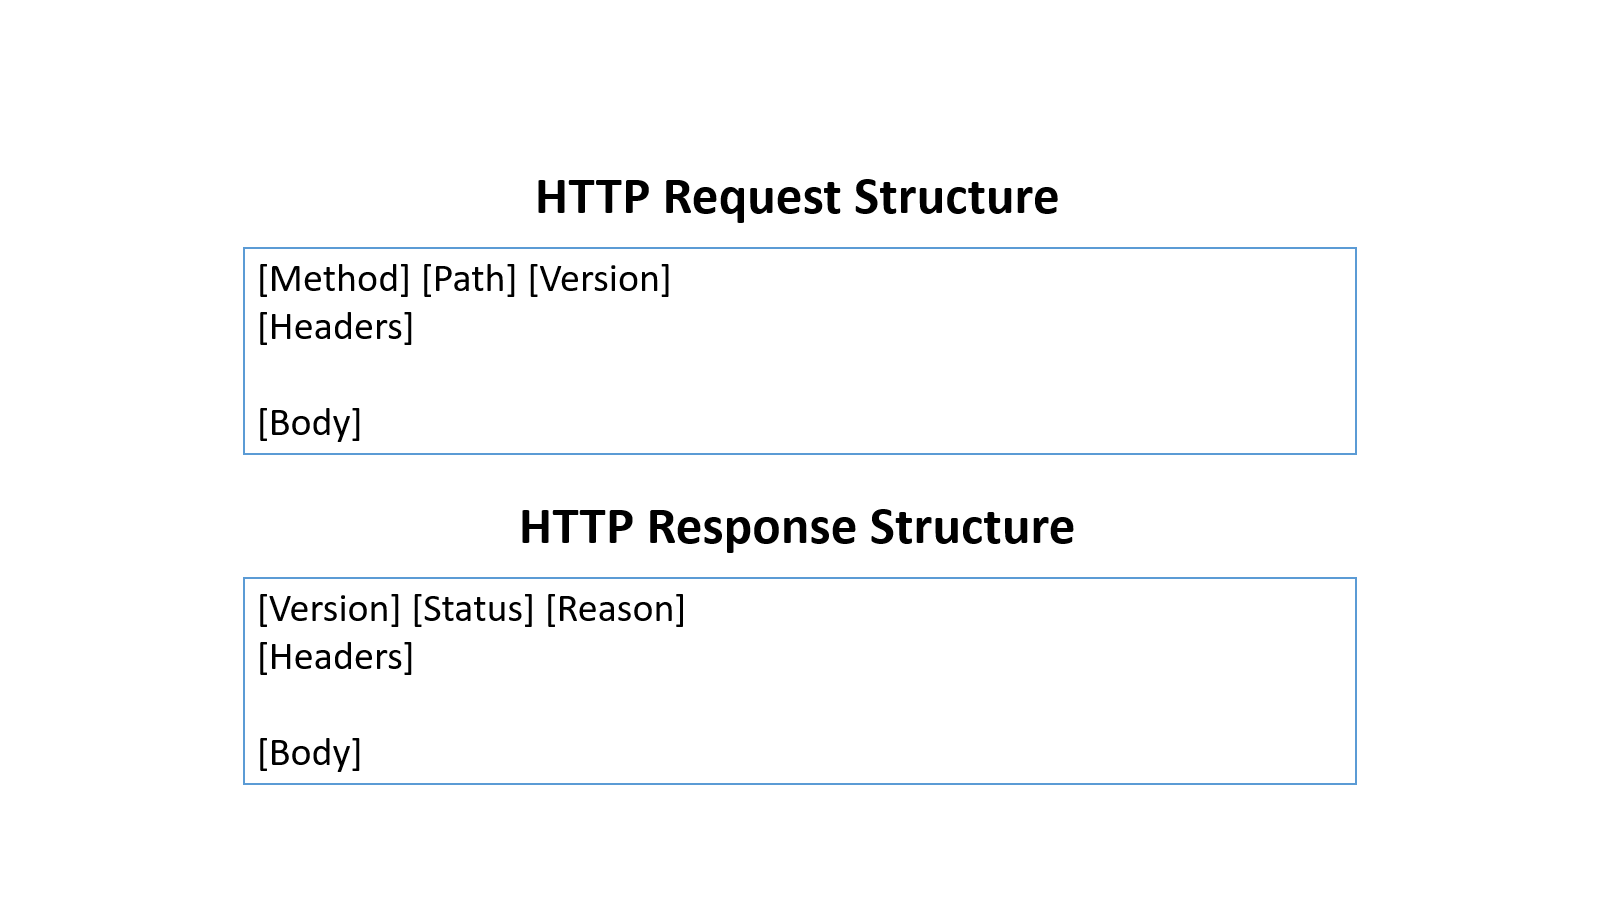 HTTP Request Structure
[Method] [Path] [Version]
[Headers]
[Body]
HTTP Response Structure
[Version] [Status] [Reason]
[Headers]
[Body]